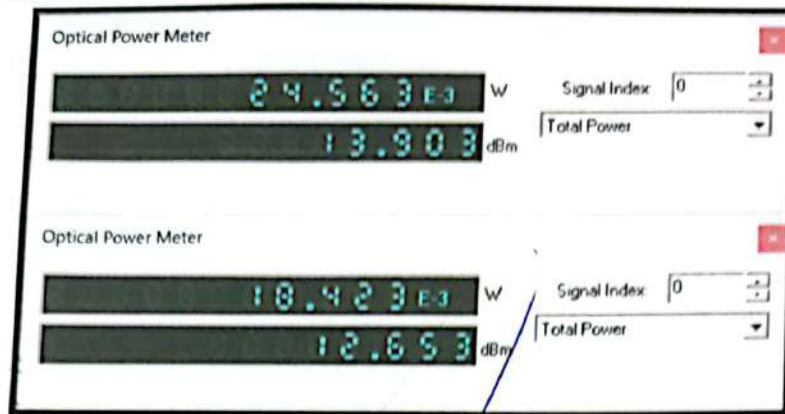 Optical Power Meter
24.563 E-3 W Signal Index 0
13.903 dBm Total Power
Optical Power Meter
18.423 E-3 W Signal Index 0
12.653 dBm Total Power